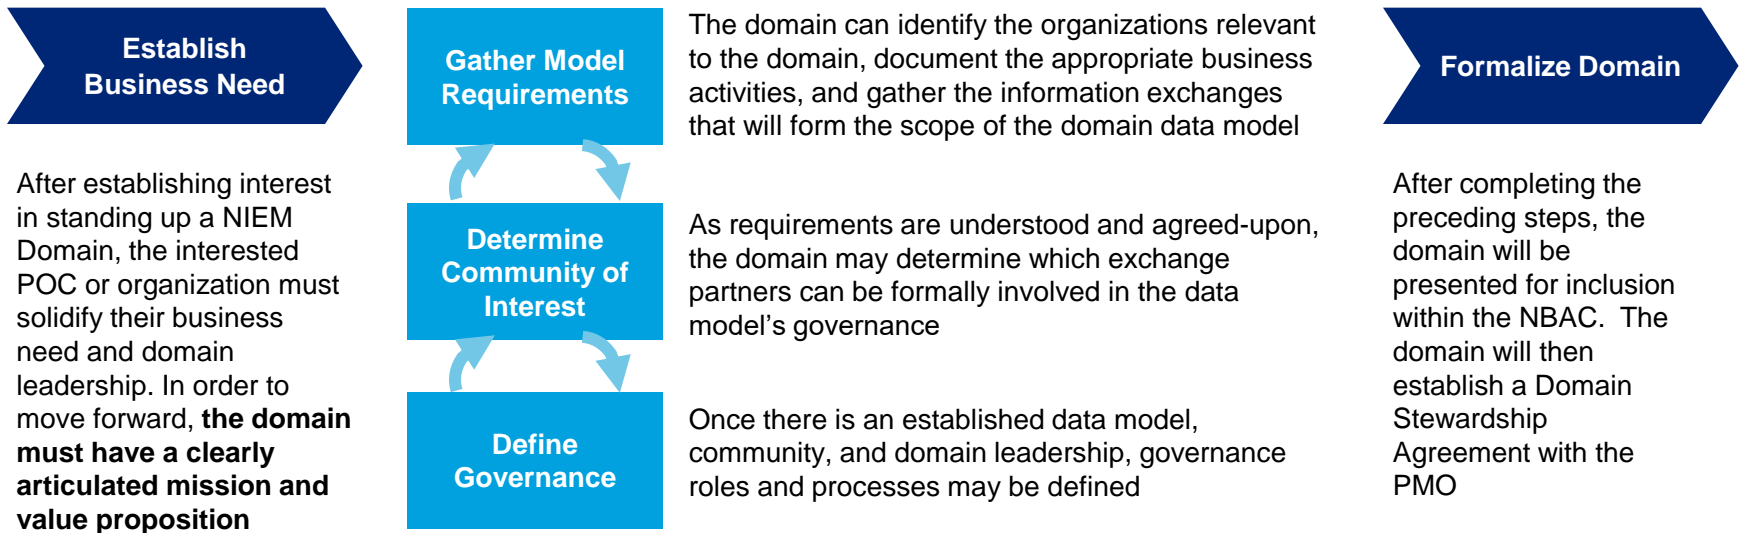 Establish
Business Need
After establishing interest
in standing up a NIEM
Domain, the interested
POC or organization must
solidify their business
need and domain
leadership. In order to
move forward, the domain
must have a clearly
articulated mission and
value proposition
Gather Model
Requirements
The domain can identify the organizations relevant
to the domain, document the appropriate business
activities, and gather the information exchanges
that will form the scope of the domain data model
Determine
Community of
Interest
As requirements are understood and agreed-upon,
the domain may determine which exchange
partners can be formally involved in the data
model’s governance
Define
Governance
Once there is an established data model,
community, and domain leadership, governance
roles and processes may be defined
Formalize Domain
After completing the
preceding steps, the
domain will be
presented for inclusion
within the NBAC.  The
domain will then
establish a Domain
Stewardship
Agreement with the
PMO